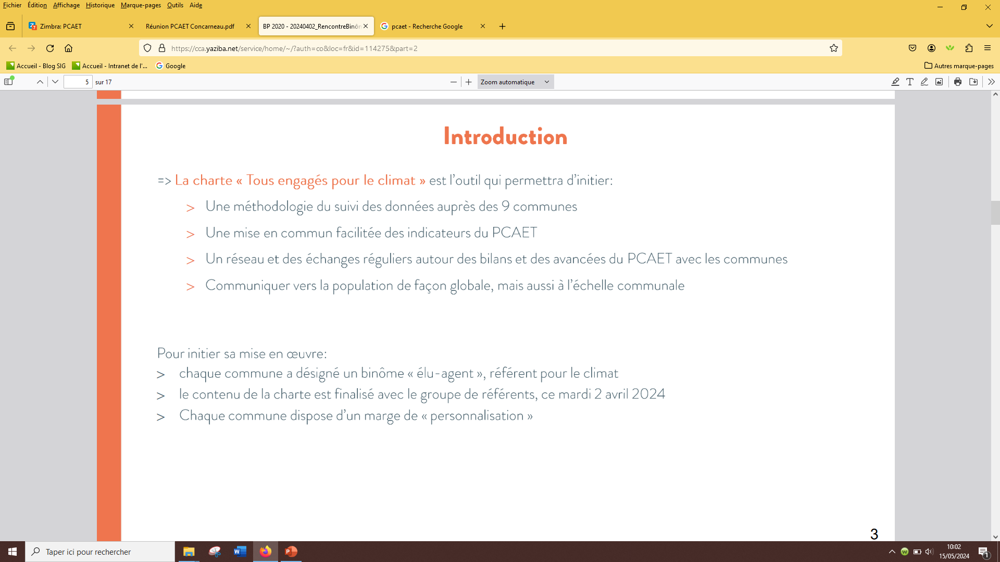 Fichier Édition Affichage Historique Marque-pages Outils Aide
Zimbra: PCAET
Réunion PCAET Concarneau.pdf
BP 2020 - 20240402_RencontreBinôn
pcaet - Recherche Google
https://cca.yaziba.net/service/home/~/?auth=co&loc=fr&id=114275&part=2
Accueil - Blog SIG
Accueil - Intranet de l'...
Google
Autres marque-pages
5 sur 17
Zoom automatique
Introduction
=> La charte « Tous engagés pour le climat » est l’outil qui permettra d’initier:
> Une méthodologie du suivi des données auprès des 9 communes
> Une mise en commun facilitée des indicateurs du PCAET
> Un réseau et des échanges réguliers autour des bilans et des avancées du PCAET avec les communes
> Communiquer vers la population de façon globale, mais aussi à l’échelle communale
Pour initier sa mise en œuvre:
> chaque commune a désigné un binôme « élu-agent », référent pour le climat
> le contenu de la charte est finalisé avec le groupe de référents, ce mardi 2 avril 2024
> Chaque commune dispose d’un marge de « personnalisation »
3
Taper ici pour rechercher
10:02
15/05/2024
1